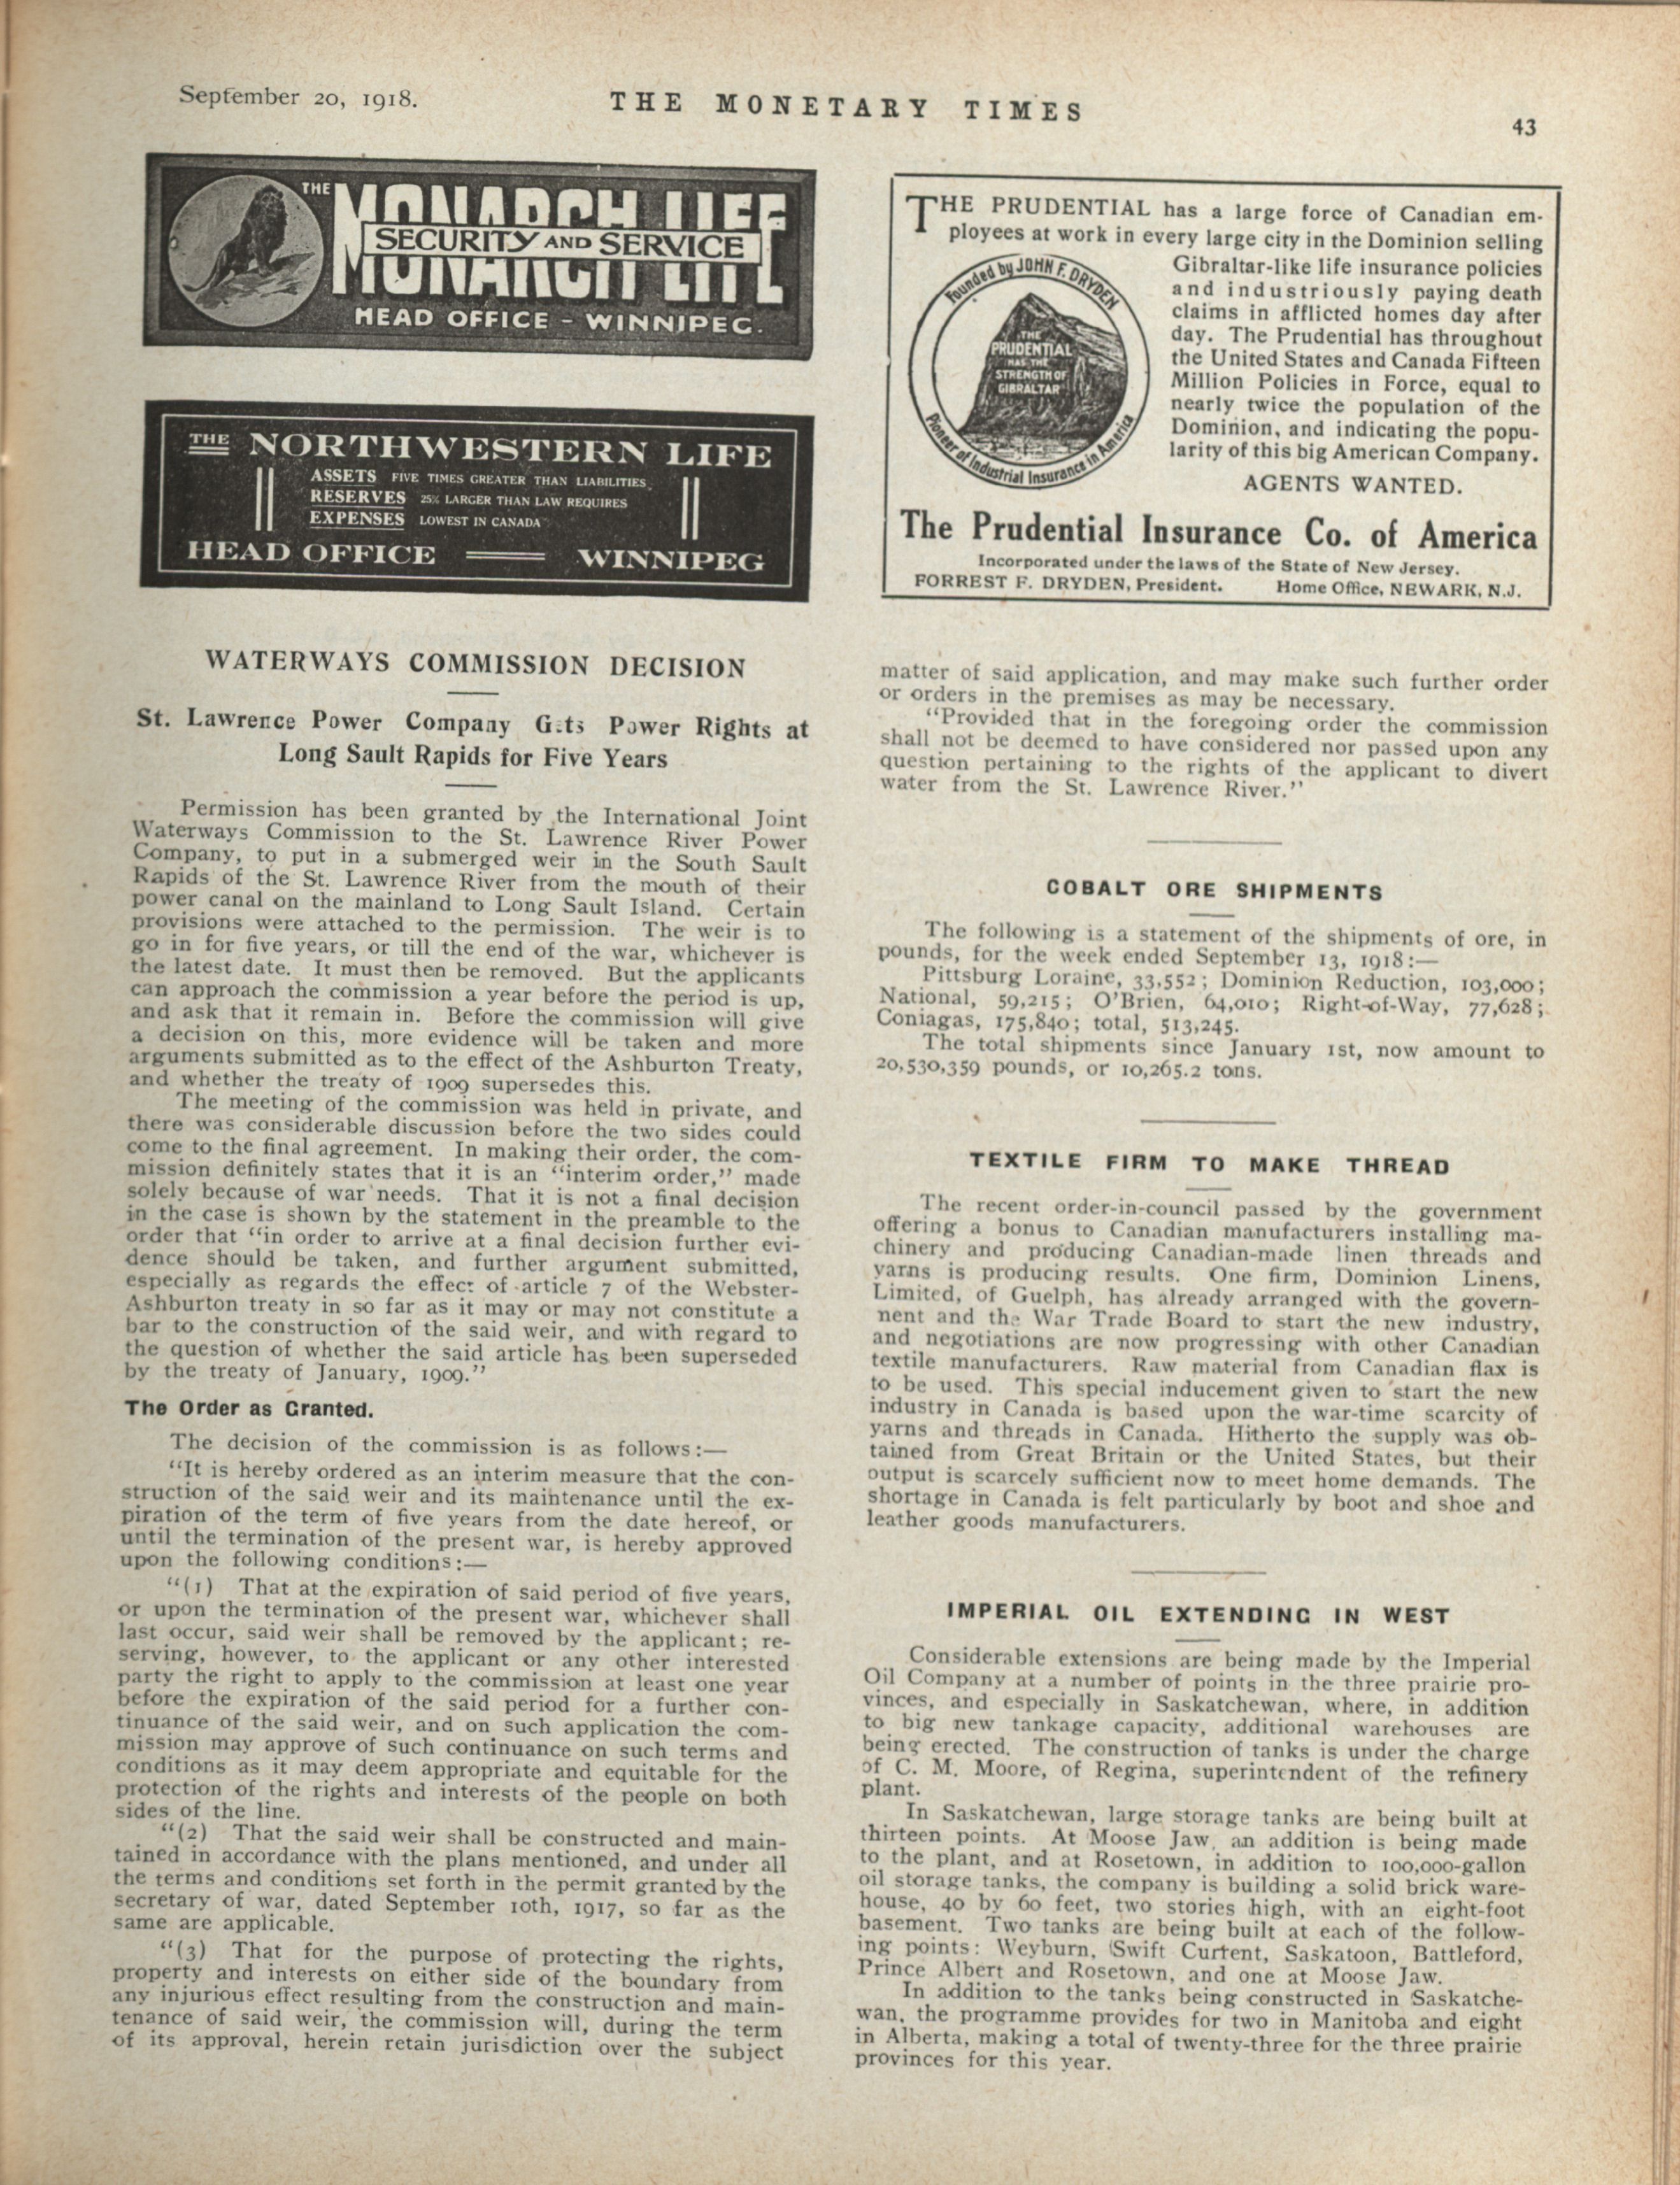 September 20, 1918.
THE MONETARY TIMES
43
THE
MONARCH LIFE
SECURITY AND SERVICE
HEAD OFFICE - WINNIPEG.
THE NORTHWESTERN LIFE
ASSETS FIVE TIMES GREATER THAN LIABILITIES
RESERVES 25% LARGER THAN LAW REQUIRES
EXPENSES LOWEST IN CANADA
HEAD OFFICE WINNIPEG
THE PRUDENTIAL has a large force of Canadian em-
ployees at work in every large city in the Dominion selling
Gibraltar-like life insurance policies
and industriously paying death
claims in afflicted homes day after
day. The Prudential has throughout
the United States and Canada Fifteen
Million Policies in Force, equal to
nearly twice the population of the
Dominion, and indicating the popu-
larity of this big American Company.
AGENTS WANTED.
Founded by JOHN F. DRYDEN
THE
PRUDENTIAL
HAS THE
STRENGTH OF
GIBRALTAR
Pioneer of Industrial Insurance in America
The Prudential Insurance Co. of America
Incorporated under the laws of the State of New Jersey.
FORREST F. DRYDEN, President. Home Office, NEWARK, N.J.
WATERWAYS COMMISSION DECISION
St. Lawrence Power Company Gets Power Rights at
Long Sault Rapids for Five Years
Permission has been granted by the International Joint
Waterways Commission to the St. Lawrence River Power
Company, to put in a submerged weir in the South Sault
Rapids of the St. Lawrence River from the mouth of their
power canal on the mainland to Long Sault Island. Certain
provisions were attached to the permission. The weir is to
go in for five years, or till the end of the war, whichever is
the latest date. It must then be removed. But the applicants
can approach the commission a year before the period is up,
and ask that it remain in. Before the commission will give
a decision on this, more evidence will be taken and more
arguments submitted as to the effect of the Ashburton Treaty,
and whether the treaty of 1909 supersedes this.
The meeting of the commission was held in private, and
there was considerable discussion before the two sides could
come to the final agreement. In making their order, the com-
mission definitely states that it is an "interim order," made
solely because of war needs. That it is not a final decision
in the case is shown by the statement in the preamble to the
order that "in order to arrive at a final decision further evi-
dence should be taken, and further argument submitted,
especially as regards the effect of article 7 of the Webster-
Ashburton treaty in so far as it may or may not constitute a
bar to the construction of the said weir, and with regard to
the question of whether the said article has been superseded
by the treaty of January, 1909."
The Order as Granted.
The decision of the commission is as follows:—
"It is hereby ordered as an interim measure that the con-
struction of the said weir and its maintenance until the ex-
piration of the term of five years from the date hereof, or
until the termination of the present war, is hereby approved
upon the following conditions:—
"(1) That at the expiration of said period of five years,
or upon the termination of the present war, whichever shall
last occur, said weir shall be removed by the applicant; re-
serving, however, to the applicant or any other interested
party the right to apply to the commission at least one year
before the expiration of the said period for a further con-
tinuance of the said weir, and on such application the com-
mission may approve of such continuance on such terms and
conditions as it may deem appropriate and equitable for the
protection of the rights and interests of the people on both
sides of the line.
"(2) That the said weir shall be constructed and main-
tained in accordance with the plans mentioned, and under all
the terms and conditions set forth in the permit granted by the
secretary of war, dated September 10th, 1917, so far as the
same are applicable.
"(3) That for the purpose of protecting the rights,
property and interests on either side of the boundary from
any injurious effect resulting from the construction and main-
tenance of said weir, the commission will, during the term
of its approval, herein retain jurisdiction over the subject
matter of said application, and may make such further order
or orders in the premises as may be necessary.
"Provided that in the foregoing order the commission
shall not be deemed to have considered nor passed upon any
question pertaining to the rights of the applicant to divert
water from the St. Lawrence River."
COBALT ORE SHIPMENTS
The following is a statement of the shipments of ore, in
pounds, for the week ended September 13, 1918:—
Pittsburg Loraine, 33,552; Dominion Reduction, 103,000;
National, 59,215; O'Brien, 64,010; Right-of-Way, 77,628;
Coniagas, 175,840; total, 513,245.
The total shipments since January 1st, now amount to
20,530,359 pounds, or 10,265.2 tons.
TEXTILE FIRM TO MAKE THREAD
The recent order-in-council passed by the government
offering a bonus to Canadian manufacturers installing ma-
chinery and producing Canadian-made linen threads and
yarns is producing results. One firm, Dominion Linens,
Limited, of Guelph, has already arranged with the govern-
nent and the War Trade Board to start the new industry,
and negotiations are now progressing with other Canadian
textile manufacturers. Raw material from Canadian flax is
to be used. This special inducement given to start the new
industry in Canada is based upon the war-time scarcity of
yarns and threads in Canada. Hitherto the supply was ob-
tained from Great Britain or the United States, but their
output is scarcely sufficient now to meet home demands. The
shortage in Canada is felt particularly by boot and shoe and
leather goods manufacturers.
IMPERIAL OIL EXTENDING IN WEST
Considerable extensions are being made by the Imperial
Oil Company at a number of points in the three prairie pro-
vinces, and especially in Saskatchewan, where, in addition
to big new tankage capacity, additional warehouses are
being erected. The construction of tanks is under the charge
of C. M. Moore, of Regina, superintendent of the refinery
plant.
In Saskatchewan, large storage tanks are being built at
thirteen points. At Moose Jaw, an addition is being made
to the plant, and at Rosetown, in addition to 100,000-gallon
oil storage tanks, the company is building a solid brick ware-
house, 40 by 60 feet, two stories high, with an eight-foot
basement. Two tanks are being built at each of the follow-
ing points: Weyburn, Swift Current, Saskatoon, Battleford,
Prince Albert and Rosetown, and one at Moose Jaw.
In addition to the tanks being constructed in Saskatche-
wan, the programme provides for two in Manitoba and eight
in Alberta, making a total of twenty-three for the three prairie
provinces for this year.